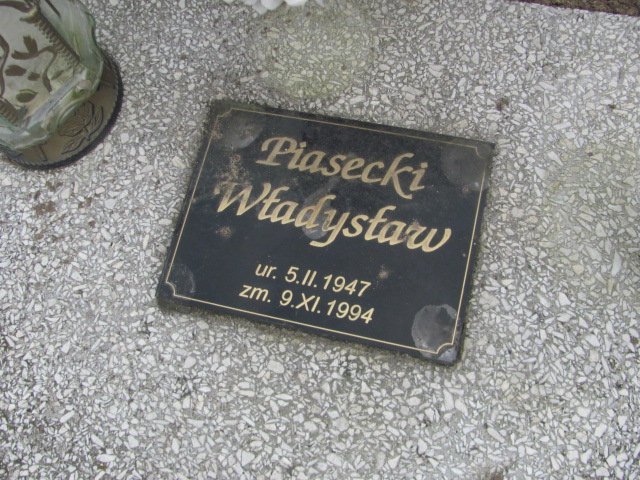 Piasecki
Władysław
ur. 5.II.1947
zm. 9.XI.1994